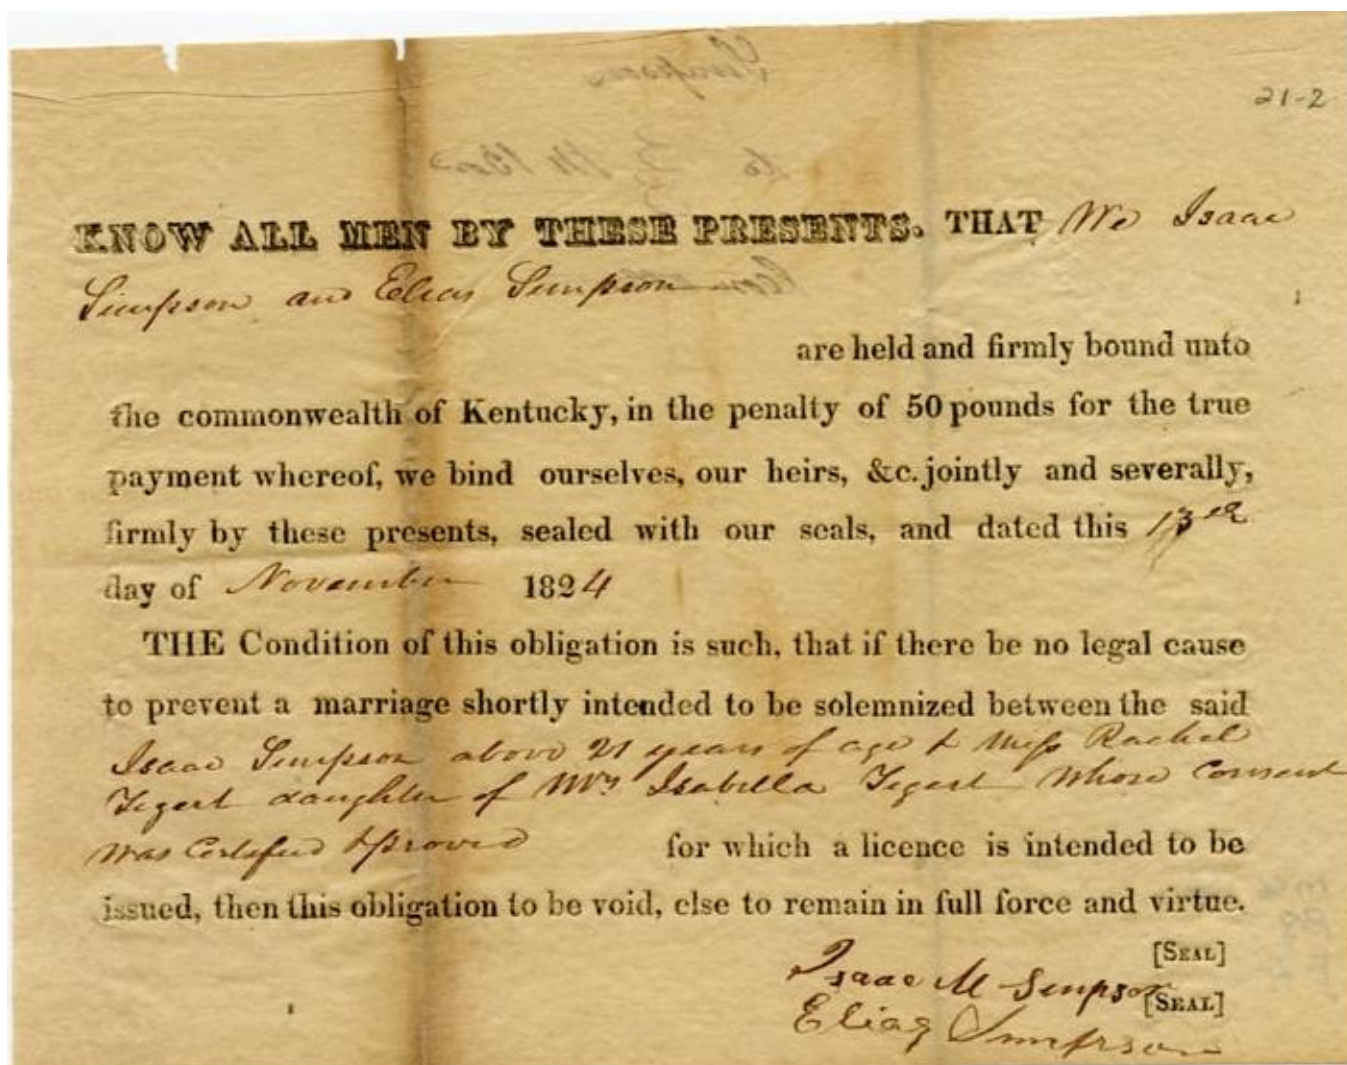 21-2
KNOW ALL MEN BY THESE PRESENTS. THAT We Isaac
Simpson and Elias Simpson
are held and firmly bound unto
the commonwealth of Kentucky, in the penalty of 50 pounds for the true
payment whereof, we bind ourselves, our heirs, &c. jointly and severally,
firmly by these presents, sealed with our seals, and dated this
day of November 1824
THE Condition of this obligation is such, that if there be no legal cause
to prevent a marriage shortly intended to be solemnized between the said
Isaac Simpson above 21 years of age & Miss Rachel
Tegert daughter of Mrs Isabella Tegert whose consent
was Certified & proved for which a licence is intended to be
issued, then this obligation to be void, else to remain in full force and virtue.
[SEAL]
Isaac M Simpson
[SEAL]
Elias Simpson